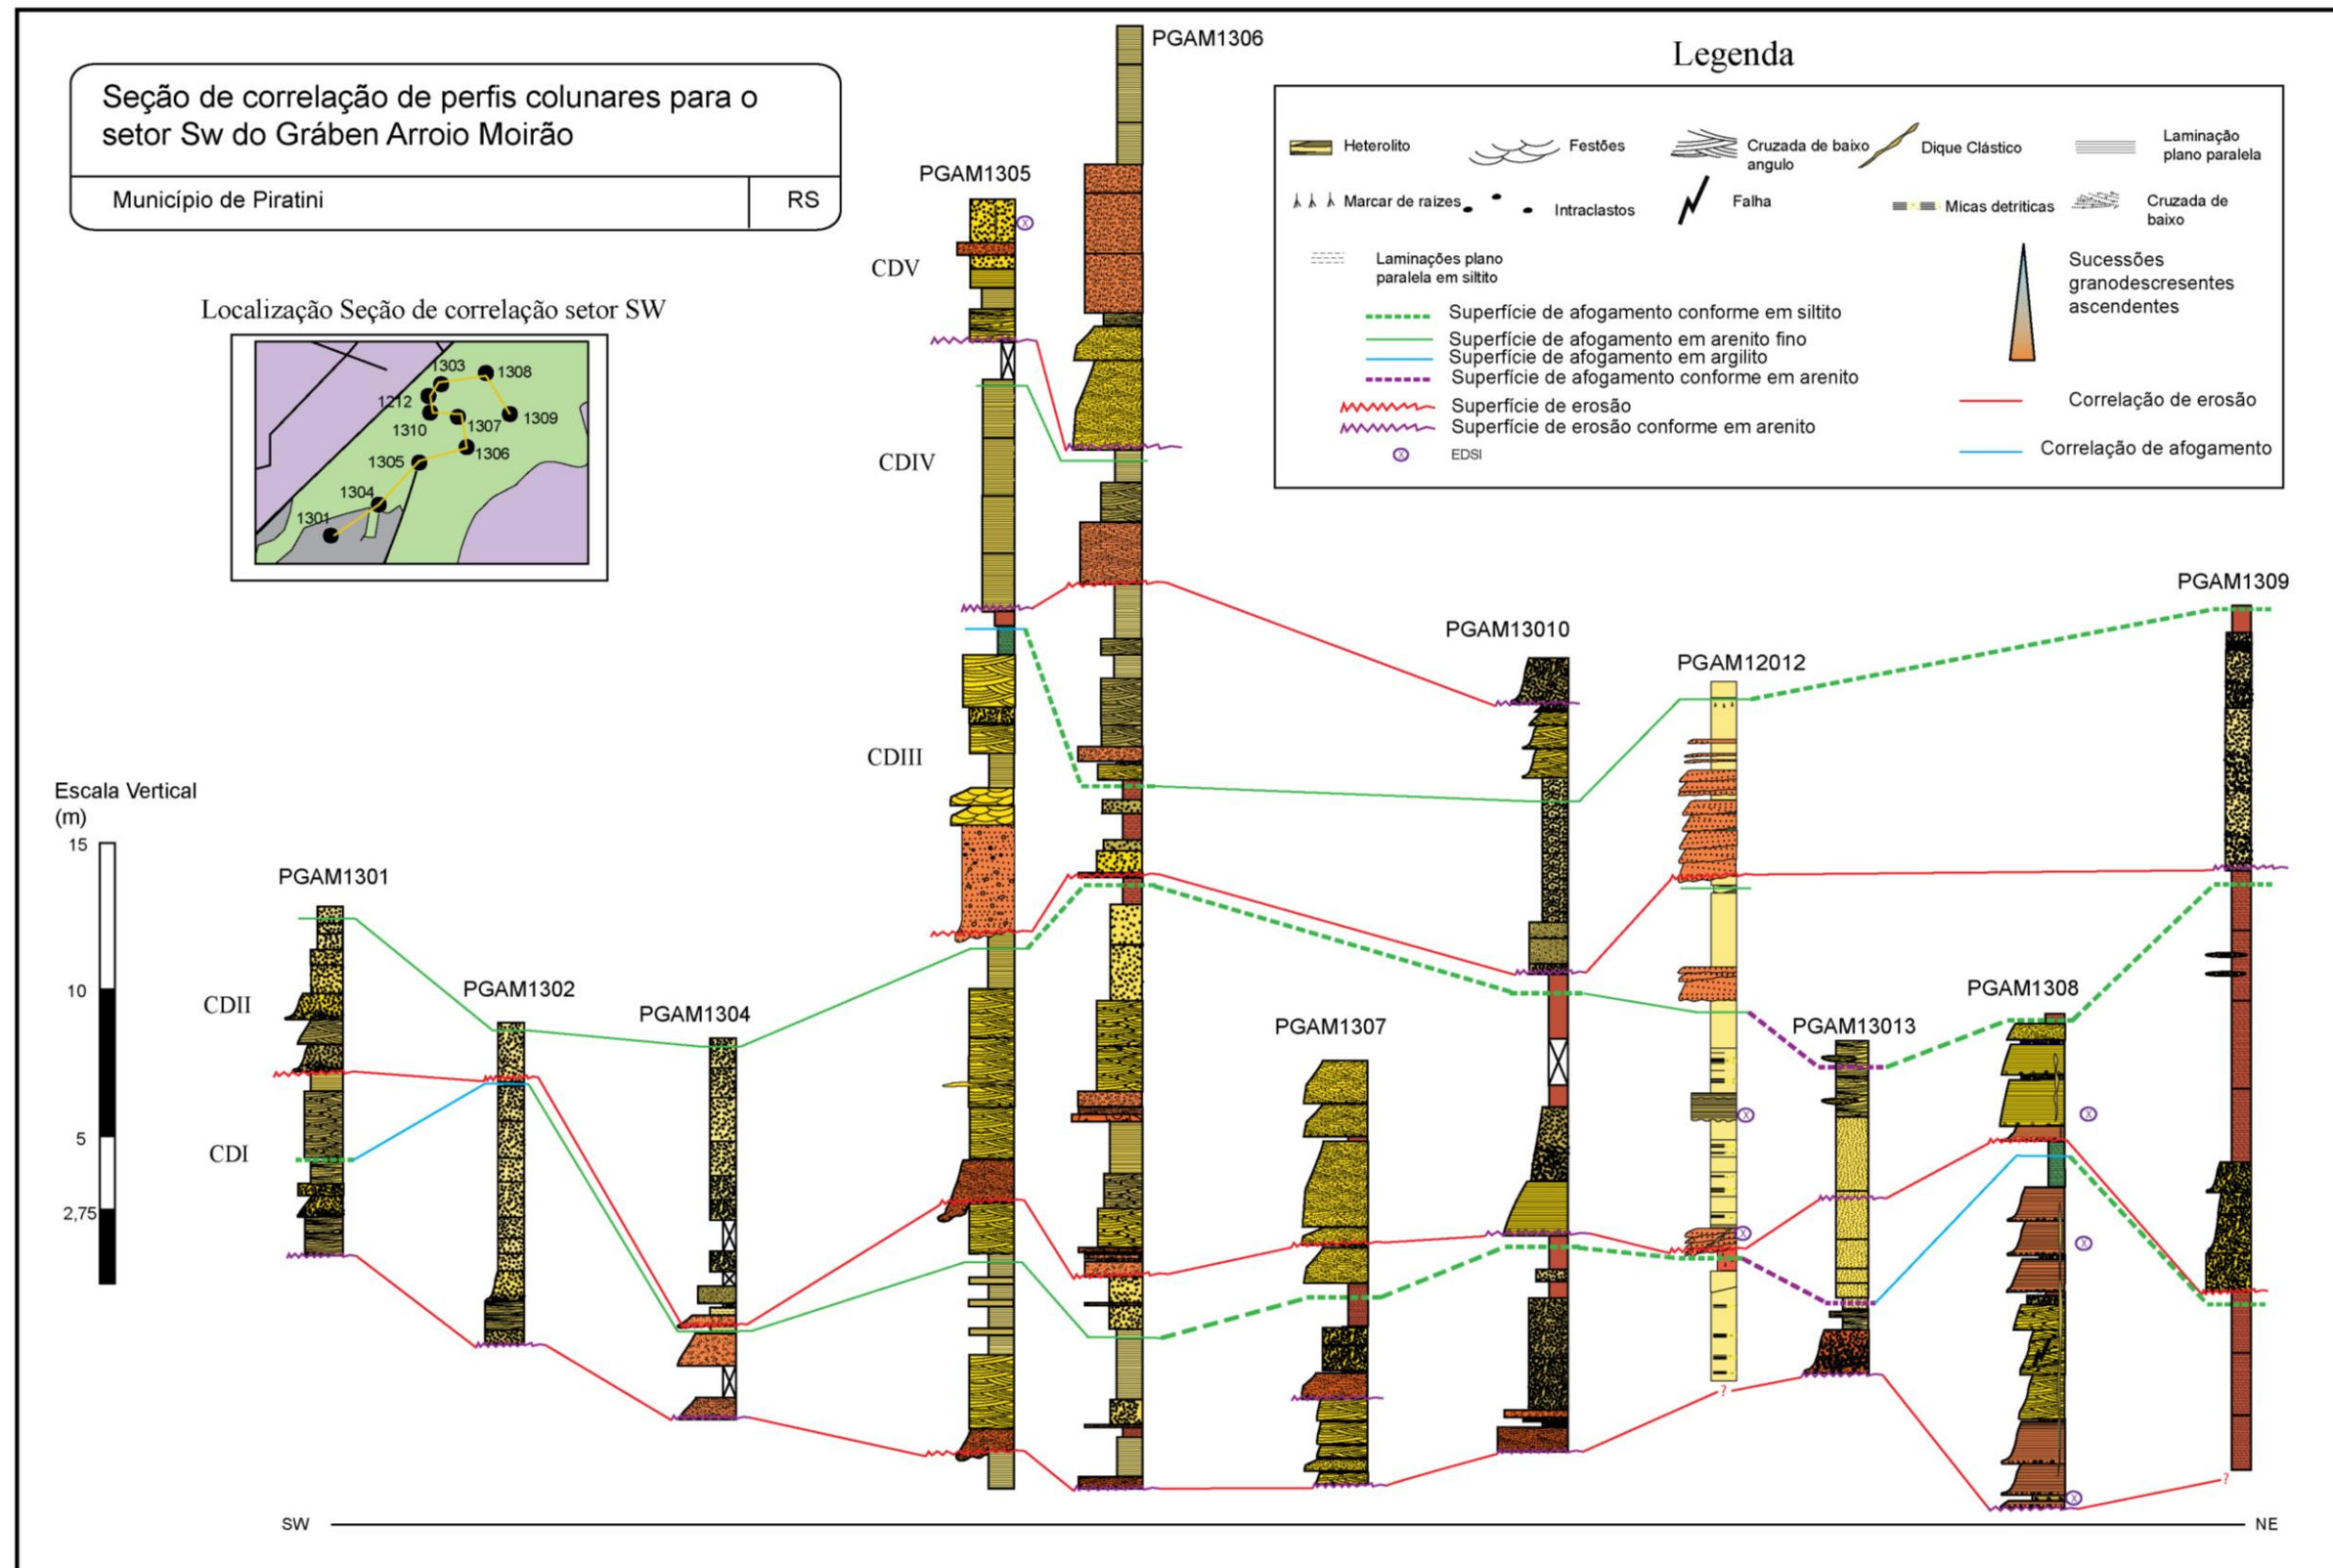 Seção de correlação de perfis colunares para o
setor Sw do Gráben Arroio Moirão
Município de Piratini
RS
Localização Seção de correlação setor SW
1303
1308
1212
1309
1310
1307
1306
1305
1304
1301
Legenda
Heterolito
Festões
Cruzada de baixo
angulo
Dique Clástico
Laminação
plano paralela
Marcar de raizes
Intraclastos
Falha
Micas detríticas
Cruzada de
baixo
Laminações plano
paralela em siltito
Sucessões
granodescresentes
ascendentes
Superfície de afogamento conforme em siltito
Superfície de afogamento em arenito fino
Superfície de afogamento em argilito
Superfície de afogamento conforme em arenito
Superfície de erosão
Superfície de erosão conforme em arenito
X
EDSI
Correlação de erosão
Correlação de afogamento
PGAM1306
PGAM1305
X
CDV
CDIV
CDIII
PGAM1309
PGAM13010
PGAM12012
Escala Vertical
(m)
15
10
5
2,75
PGAM1301
PGAM1302
PGAM1304
CDII
CDI
PGAM1307
PGAM13013
PGAM1308
X
X
X
X
X
?
?
SW
NE